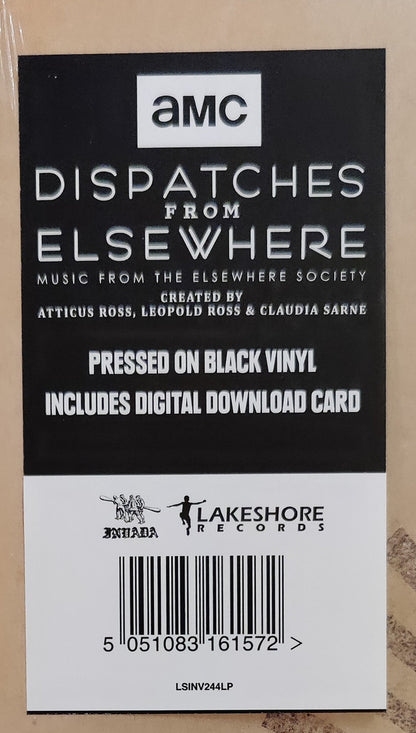 aMC
DISPATCHES
FROM
ELSEWHERE
MUSIC FROM THE ELSEWHERE SOCIETY
CREATED BY
ATTICUS ROSS, LEOPOLD ROSS & CLAUDIA SARNE
PRESSED ON BLACK VINYL
INCLUDES DIGITAL DOWNLOAD CARD
INVADA
LAKESHORE
RECORDS
5 051083 161572 >
LSINV244LP